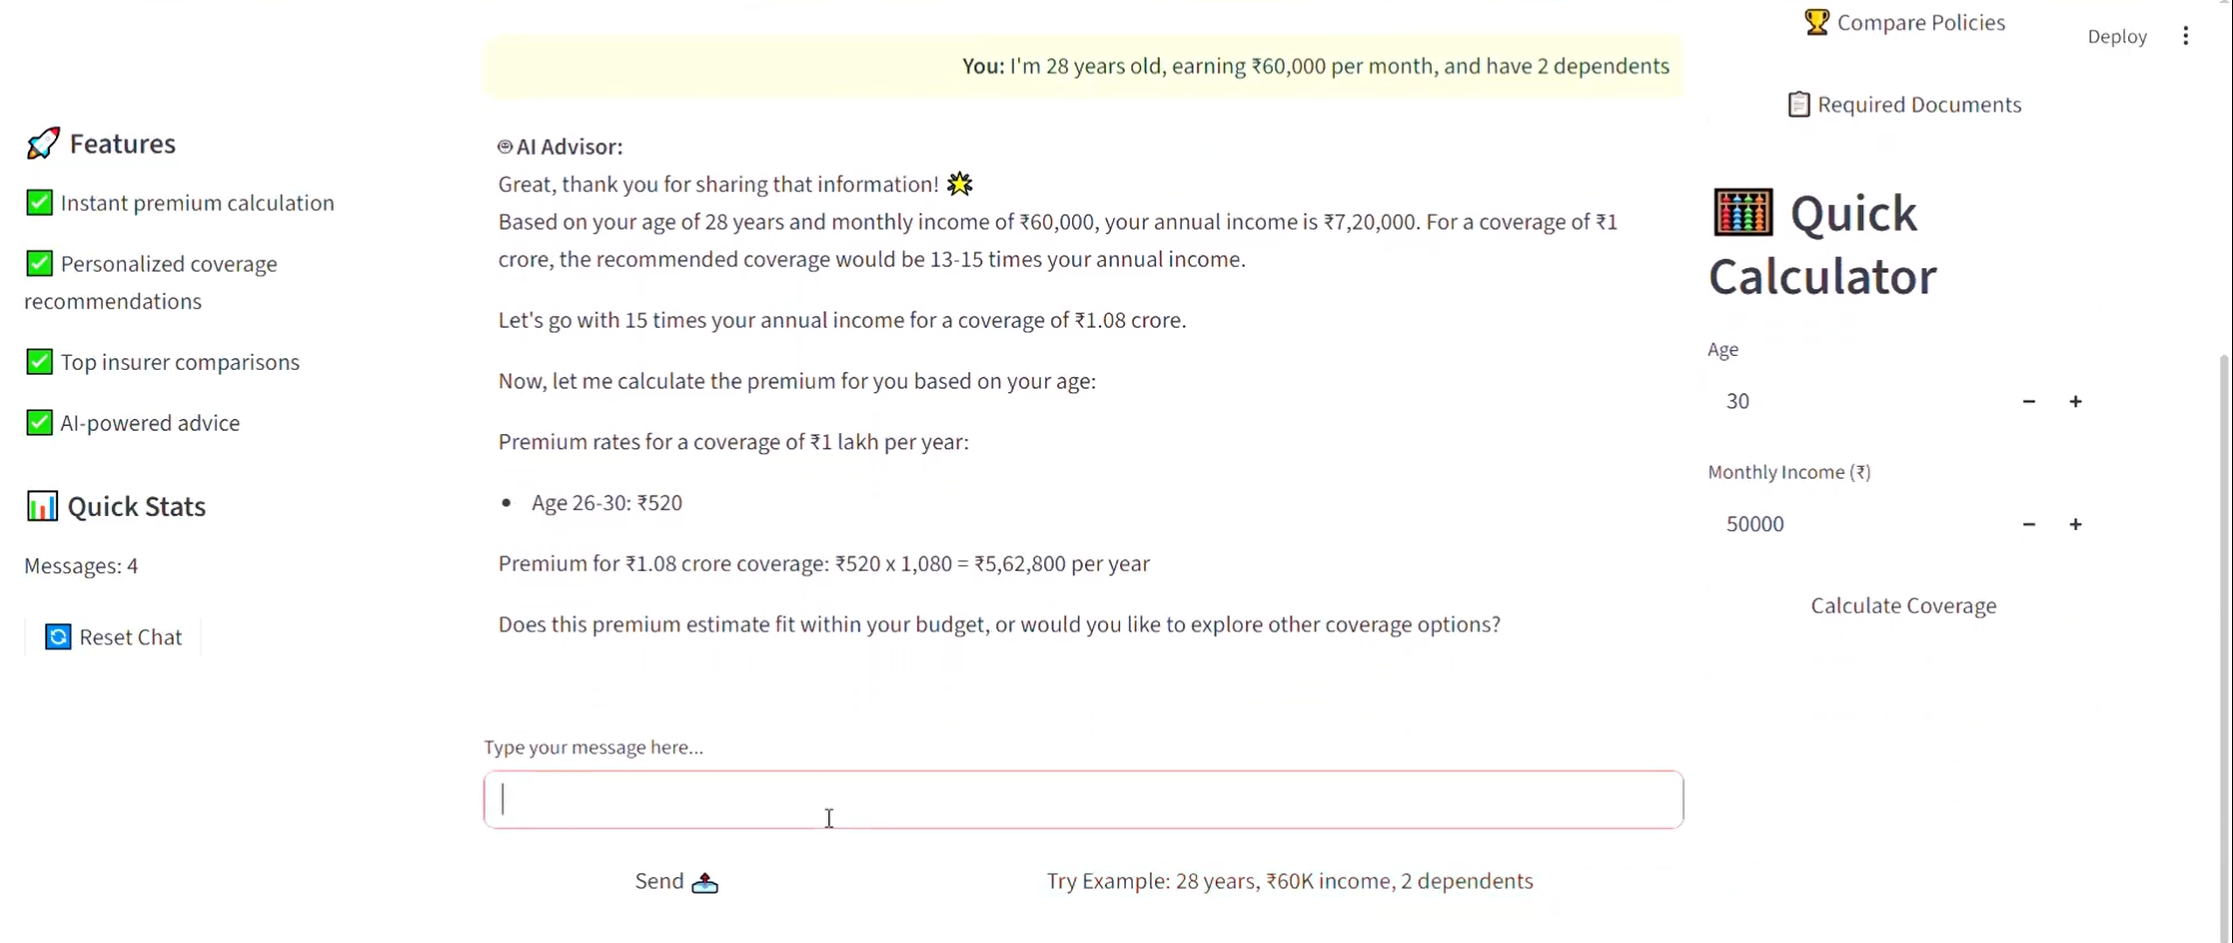 🚀 Features
✅ Instant premium calculation
✅ Personalized coverage
recommendations
✅ Top insurer comparisons
✅ AI-powered advice
📊 Quick Stats
Messages: 4
🔄 Reset Chat
You: I'm 28 years old, earning ₹60,000 per month, and have 2 dependents
AI Advisor:
Great, thank you for sharing that information! 🌟
Based on your age of 28 years and monthly income of ₹60,000, your annual income is ₹7,20,000. For a coverage of ₹1
crore, the recommended coverage would be 13-15 times your annual income.
Let's go with 15 times your annual income for a coverage of ₹1.08 crore.
Now, let me calculate the premium for you based on your age:
Premium rates for a coverage of ₹1 lakh per year:
• Age 26-30: ₹520
Premium for ₹1.08 crore coverage: ₹520 x 1,080 = ₹5,62,800 per year
Does this premium estimate fit within your budget, or would you like to explore other coverage options?
Type your message here...
Send 📤
Try Example: 28 years, ₹60K income, 2 dependents
🏆 Compare Policies
Deploy
📋 Required Documents
🧮 Quick
Calculator
Age
30
− +
Monthly Income (₹)
50000
− +
Calculate Coverage